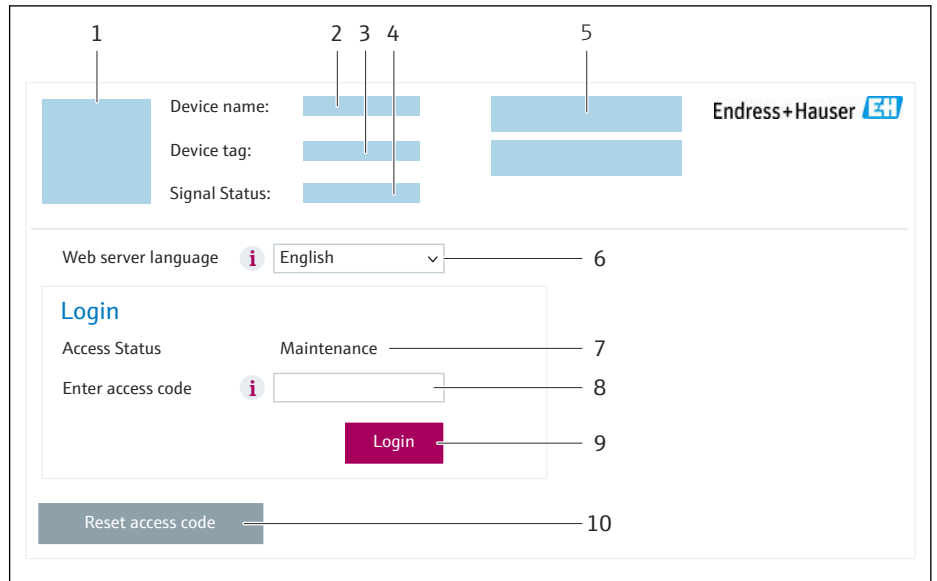 1 2 3 4 5
Device name:
Endress+Hauser EH
Device tag:
Signal Status:
Web server language i English 6
Login
Access Status Maintenance 7
Enter access code i 8
Login 9
Reset access code 10